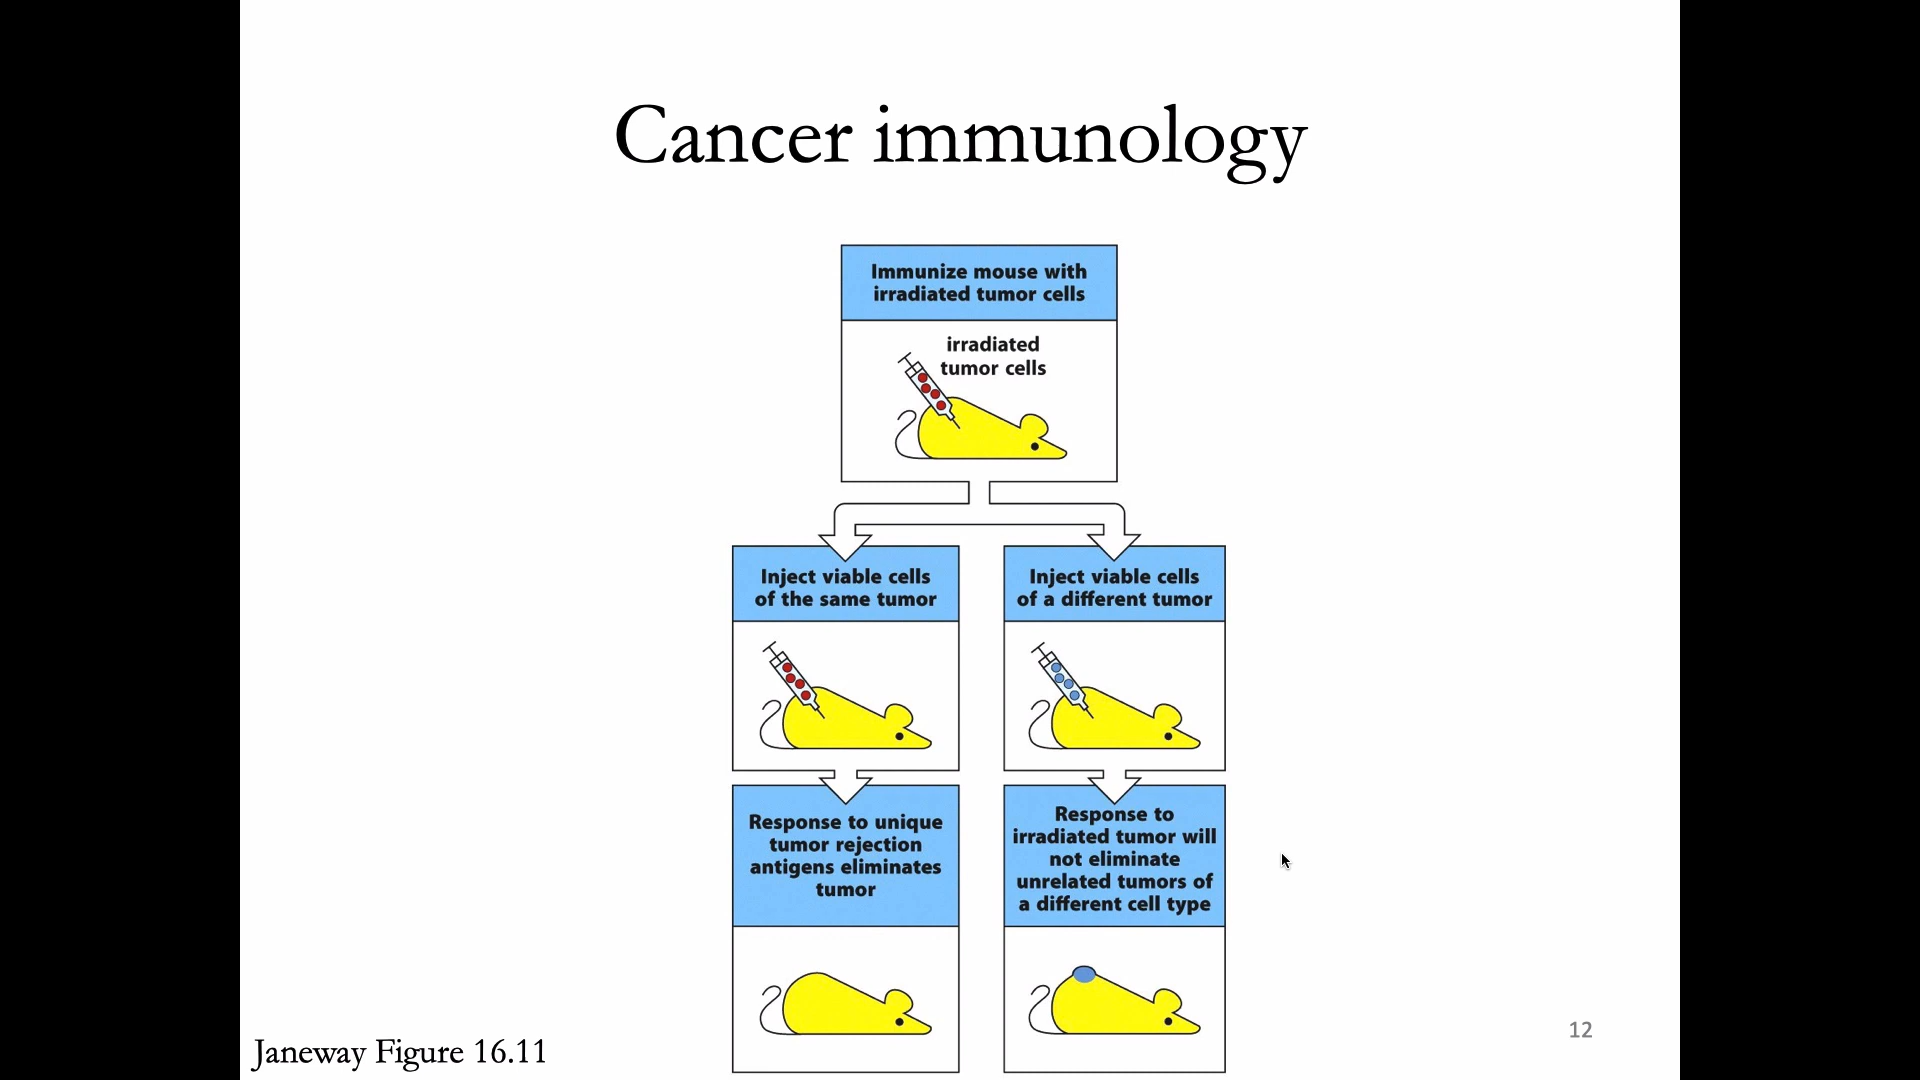 Cancer immunology
Immunize mouse with
irradiated tumor cells
irradiated
tumor cells
Inject viable cells
of the same tumor
Inject viable cells
of a different tumor
Response to unique
tumor rejection
antigens eliminates
tumor
Response to
irradiated tumor will
not eliminate
unrelated tumors of
a different cell type
Janeway Figure 16.11
12